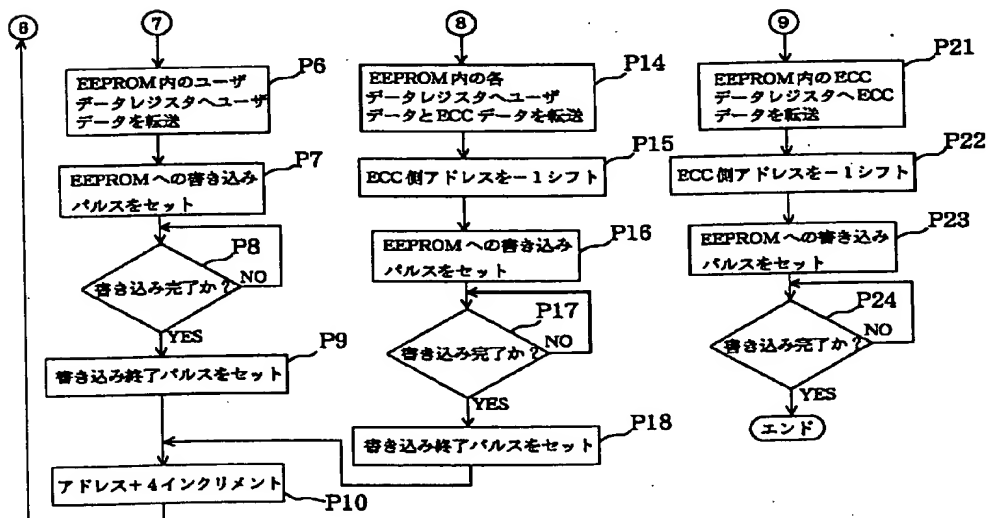 6
7
P6
EEPROM内のユーザ
データレジスタへユーザ
データを転送
P7
EEPROMへの書き込み
パルスをセット
P8
書き込み完了か?
NO
YES
P9
書き込み終了パルスをセット
アドレス+4インクリメント
P10
8
P14
EEPROM内の各
データレジスタへユーザ
データとECCデータを転送
P15
ECC側アドレスを-1シフト
P16
EEPROMへの書き込み
パルスをセット
P17
書き込み完了か?
NO
YES
P18
書き込み終了パルスをセット
9
P21
EEPROM内のECC
データレジスタへECC
データを転送
P22
ECC側アドレスを-1シフト
P23
EEPROMへの書き込み
パルスをセット
P24
書き込み完了か?
NO
YES
エンド